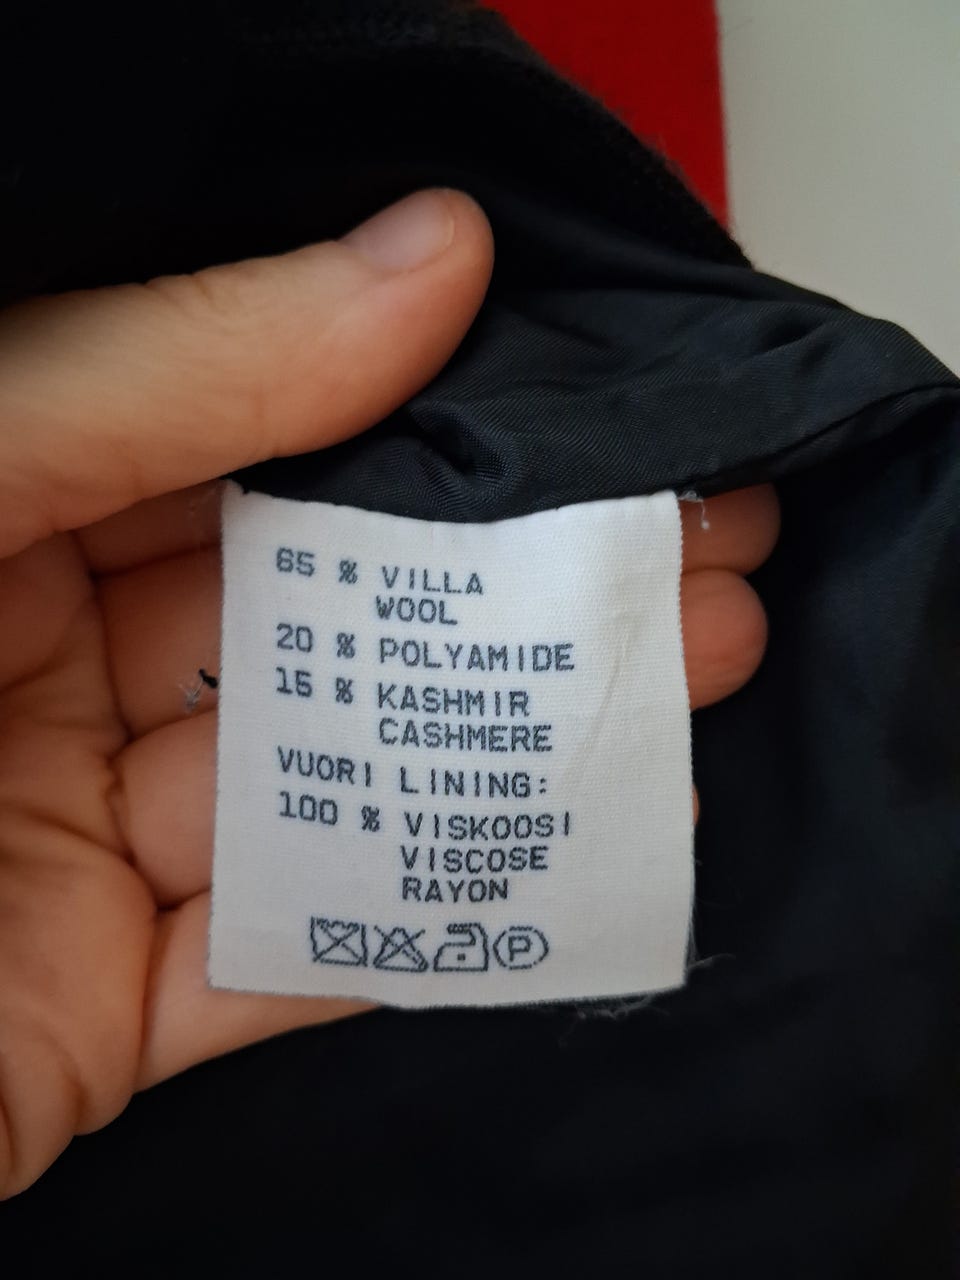 65 % VILLA
WOOL
20 % POLYAMIDE
15 % KASHMIR
CASHMERE
VUORI LINING:
100 % VISKOOSI
VISCOSE
RAYON
P